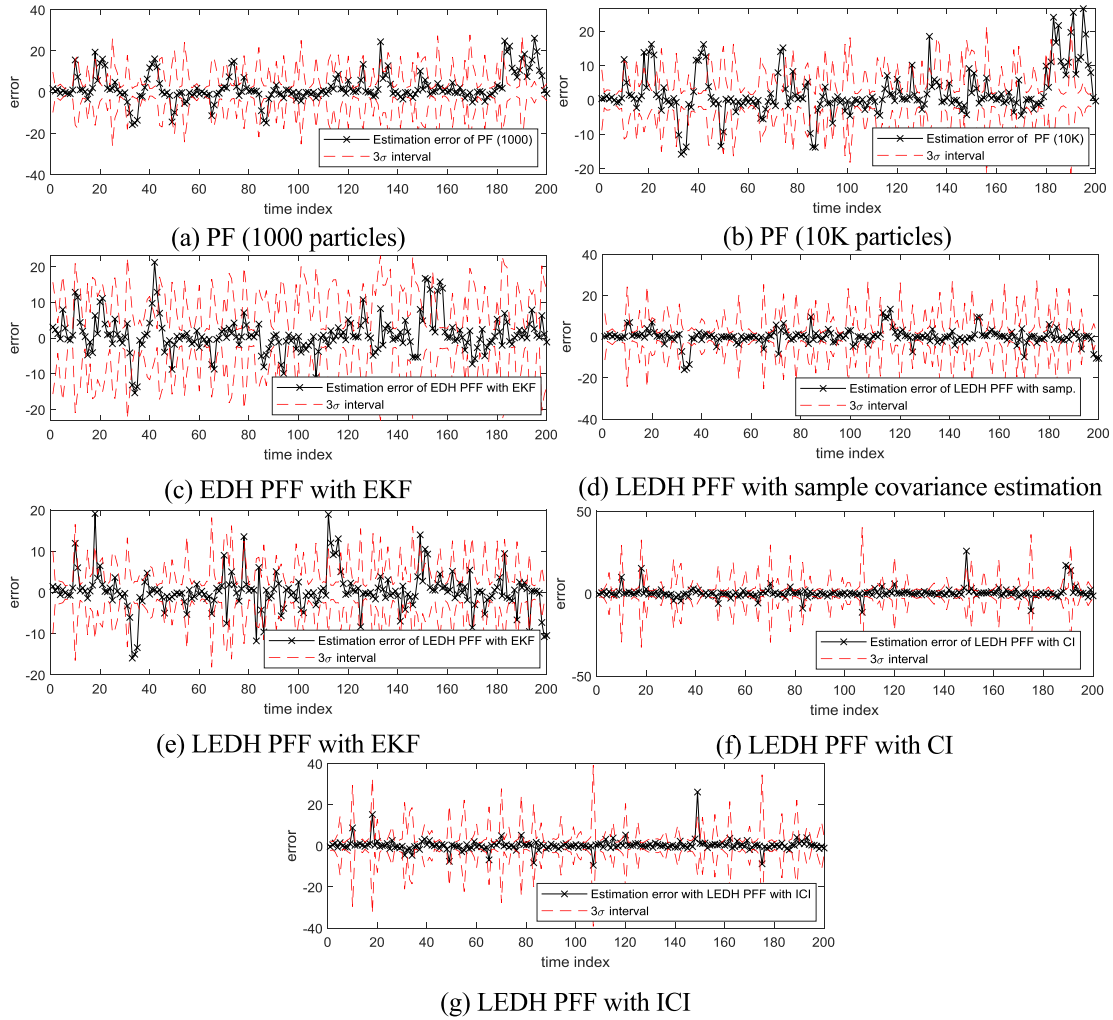 40
20
0
-20
-40
error
0 20 40 60 80 100 120 140 160 180 200
time index
Estimation error of PF (1000)
3σ interval
(a) PF (1000 particles)
20
10
0
-10
-20
error
0 20 40 60 80 100 120 140 160 180 200
time index
Estimation error of PF (10K)
3σ interval
(b) PF (10K particles)
20
10
0
-10
-20
error
0 20 40 60 80 100 120 140 160 180 200
time index
Estimation error of EDH PFF with EKF
3σ interval
(c) EDH PFF with EKF
40
20
0
-20
-40
error
0 20 40 60 80 100 120 140 160 180 200
time index
Estimation error of LEDH PFF with samp.
3σ interval
(d) LEDH PFF with sample covariance estimation
20
10
0
-10
-20
error
0 20 40 60 80 100 120 140 160 180 200
time index
Estimation error of LEDH PFF with EKF
3σ interval
(e) LEDH PFF with EKF
50
0
-50
error
0 20 40 60 80 100 120 140 160 180 200
time index
Estimation error of LEDH PFF with CI
3σ interval
(f) LEDH PFF with CI
40
20
0
-20
-40
error
0 20 40 60 80 100 120 140 160 180 200
time index
Estimation error with LEDH PFF with ICI
3σ interval
(g) LEDH PFF with ICI